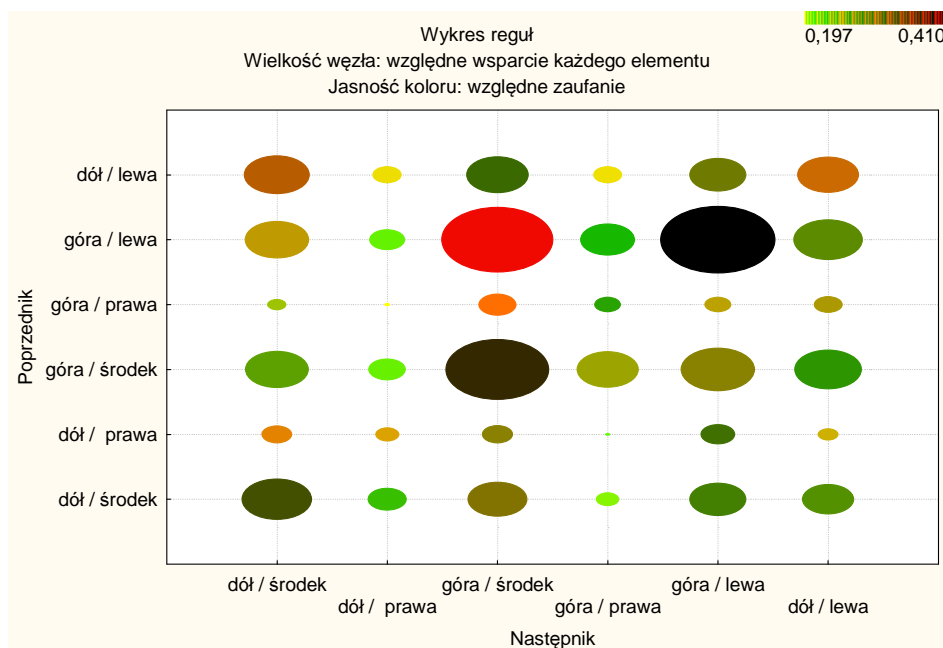 0,197 0,410
Wykres reguł
Wielkość węzła: względne wsparcie każdego elementu
Jasność koloru: względne zaufanie
dół / lewa
góra / lewa
góra / prawa
góra / środek
dół /  prawa
dół / środek
Poprzednik
dół / środek
dół /  prawa
góra / środek
góra / prawa
góra / lewa
dół / lewa
Następnik